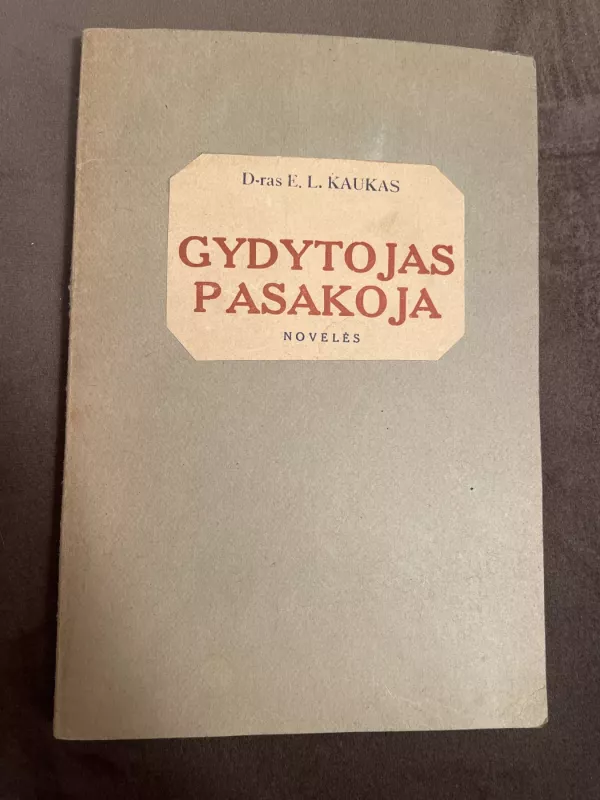 D-ras E. L. KAUKAS
GYDYTOJAS
PASAKOJA
NOVELĖS